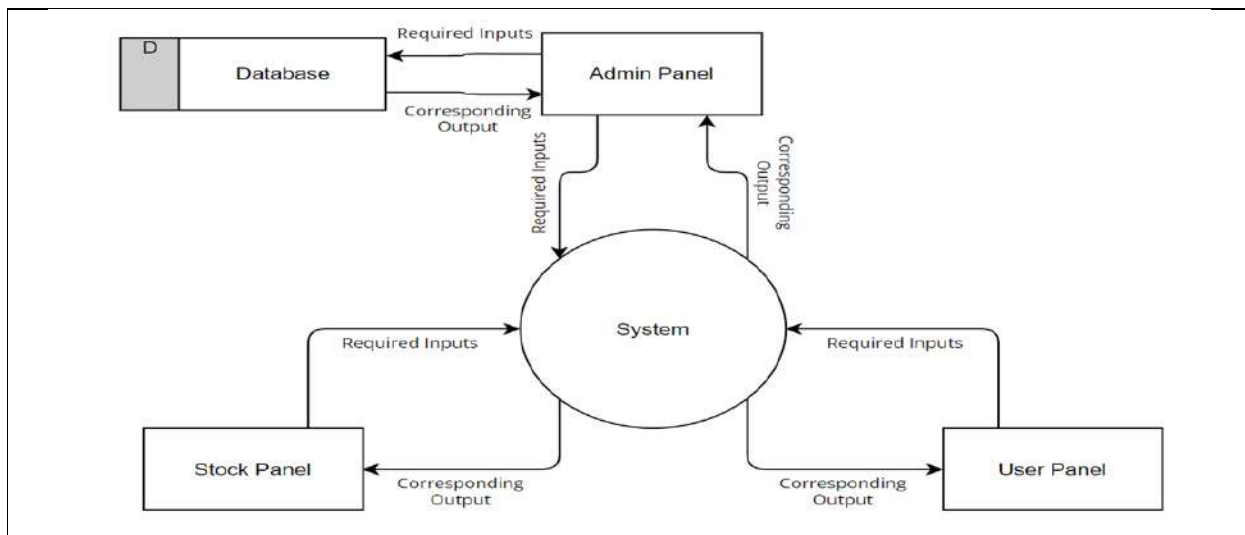 Required Inputs
D
Database
Admin Panel
Corresponding
Output
Required Inputs
Corresponding
Output
System
Required Inputs
Required Inputs
Stock Panel
Corresponding
Output
Corresponding
Output
User Panel